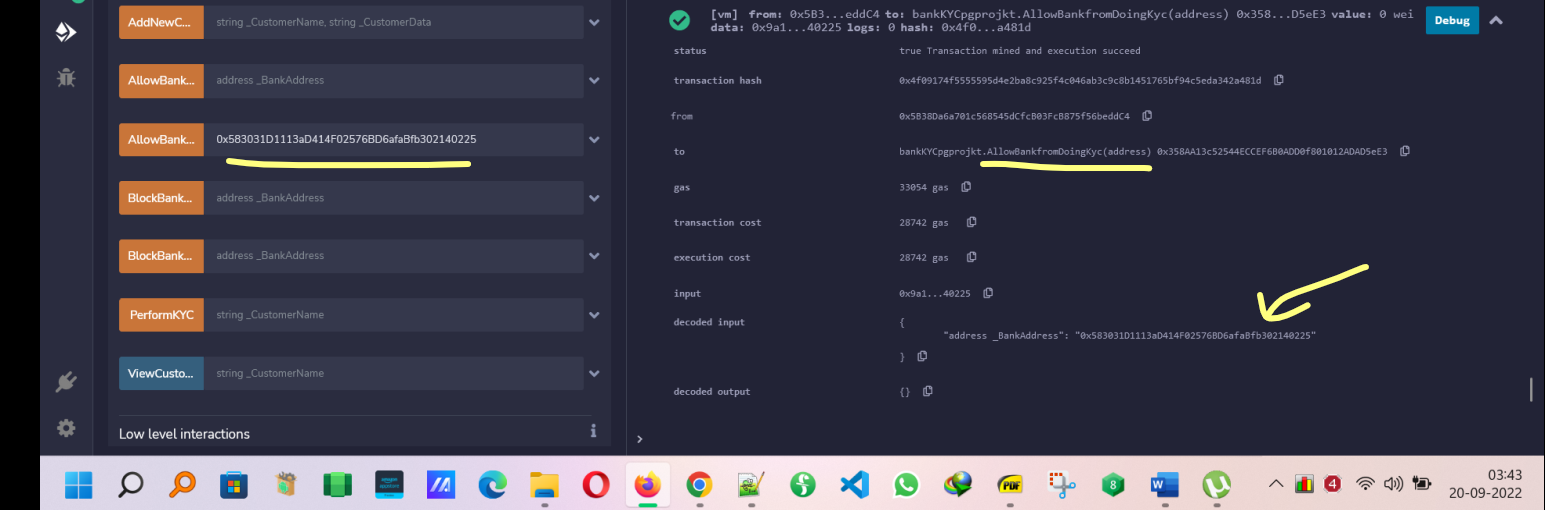 AddNewC... string _CustomerName, string _CustomerData
AllowBank... address _BankAddress
AllowBank... 0x583031D1113aD414F02576BD6afaBfb302140225
BlockBank... address _BankAddress
BlockBank... address _BankAddress
PerformKYC string _CustomerName
ViewCusto... string _CustomerName
Low level interactions i
[vm] from: 0x5B3...eddC4 to: bankKYCpgprojkt.AllowBankfromDoingKyc(address) 0x358...D5eE3 value: 0 wei
data: 0x9a1...40225 logs: 0 hash: 0x4f0...a481d
Debug
status true Transaction mined and execution succeed
transaction hash 0x4f09174f5555595d4e2ba8c925f4c046ab3c9c8b1451765bf94c5eda342a481d
from 0x5B38Da6a701c568545dCfcB03FcB875f56beddC4
to bankKYCpgprojkt.AllowBankfromDoingKyc(address) 0x358AA13c52544ECCEF6B0ADD0f801012ADAD5eE3
gas 33054 gas
transaction cost 28742 gas
execution cost 28742 gas
input 0x9a1...40225
decoded input {
"address _BankAddress": "0x583031D1113aD414F02576BD6afaBfb302140225"
}
decoded output {}
>
03:43
20-09-2022